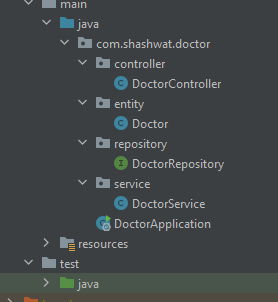 main
java
com.shashwat.doctor
controller
DoctorController
entity
Doctor
repository
DoctorRepository
service
DoctorService
DoctorApplication
resources
test
java